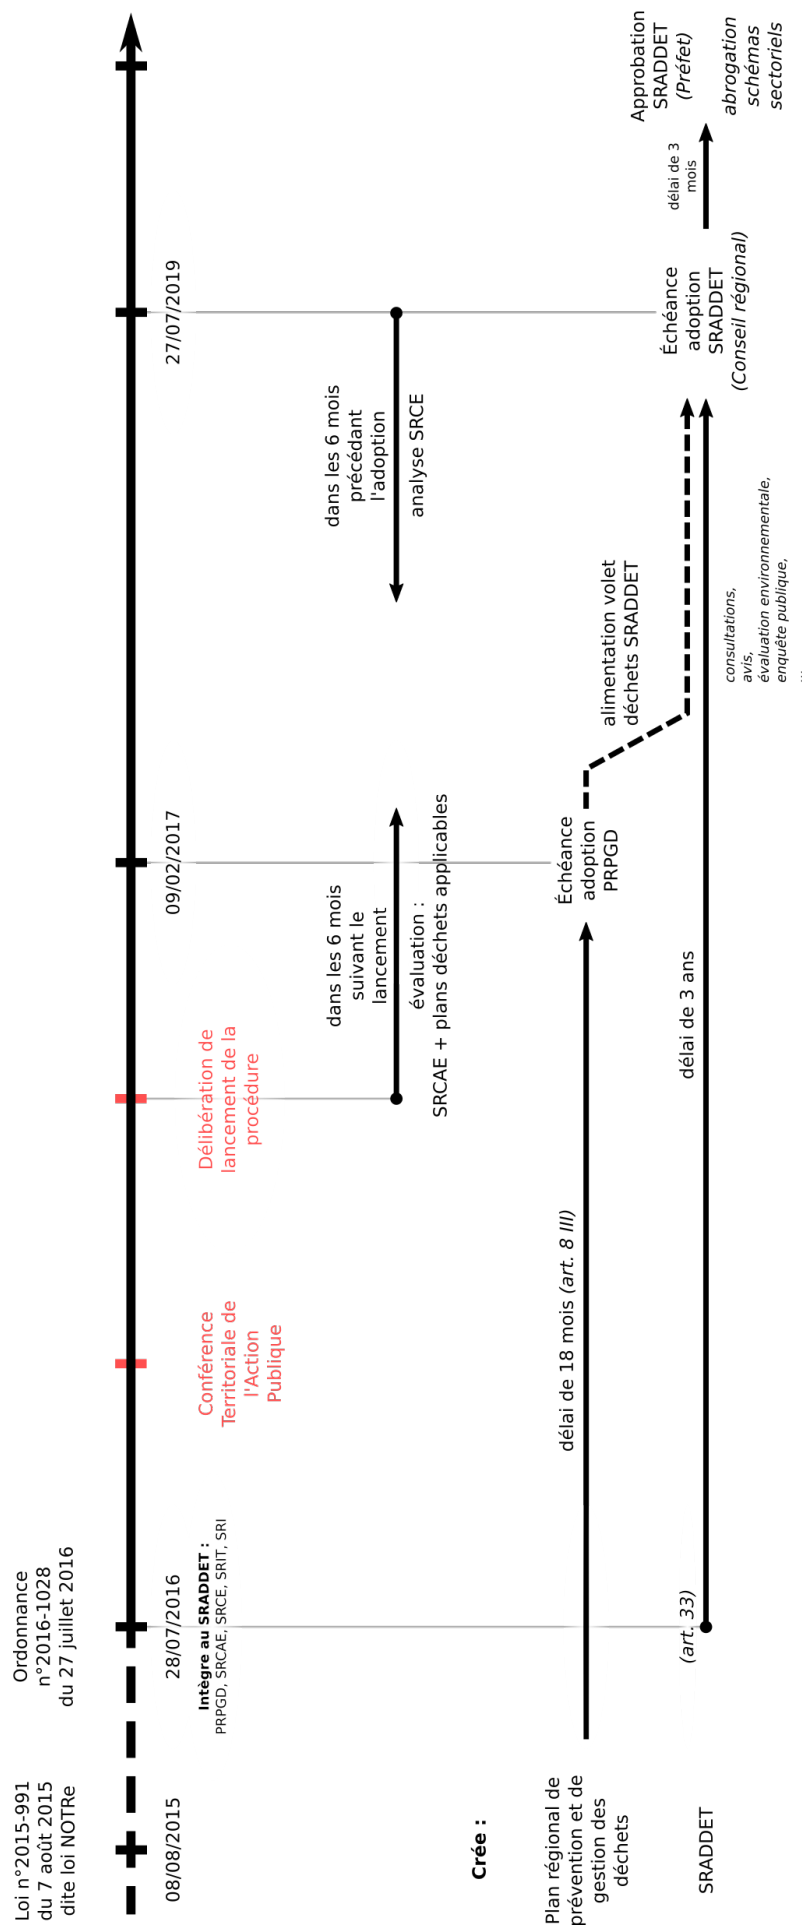 Loi n°2015-991
du 7 août 2015
dite loi NOTRe
Ordonnance
n°2016-1028
du 27 juillet 2016
08/08/2015
28/07/2016
09/02/2017
27/07/2019
Intègre au SRADDET :
PRPGD, SRCAE, SRCE, SRIT, SRI
Conférence
Territoriale de
l'Action
Publique
Délibération de
lancement de la
procédure
dans les 6 mois
suivant le
lancement
évaluation :
SRCAE + plans déchets applicables
dans les 6 mois
précédant
l'adoption
analyse SRCE
Crée :
Plan régional de
prévention et de
gestion des
déchets
délai de 18 mois (art. 8 III)
Échéance
adoption
PRPGD
alimentation volet
déchets SRADDET
SRADDET
(art. 33)
délai de 3 ans
consultations,
avis,
évaluation environnementale,
enquête publique,
Échéance
adoption
SRADDET
(Conseil régional)
délai de 3
mois
Approbation
SRADDET
(Préfet)
abrogation
schémas
sectoriels